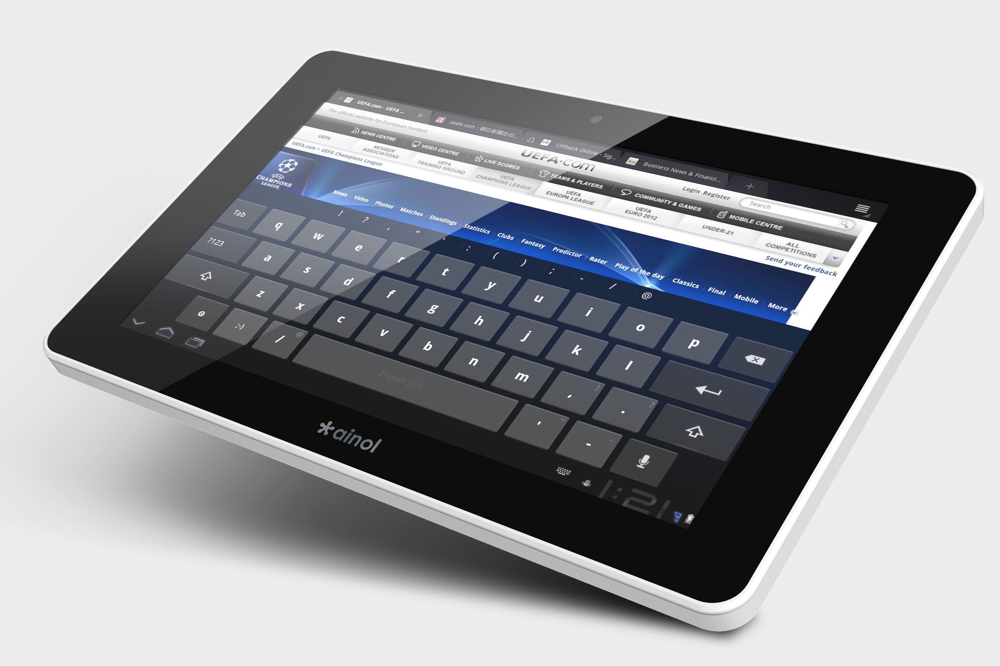 UEFA.com - UEFA ...
asahi.com：朝日新聞社の...
citi
Citibank Online - Sig...
WSJ
Business News & Financi...
The official website for European football
UEFA.com
Login Register
Search
NEWS CENTRE
VIDEO CENTRE
LIVE SCORES
TEAMS & PLAYERS
COMMUNITY & GAMES
MOBILE CENTRE
UEFA
MEMBER
ASSOCIATIONS
UEFA
TRAINING GROUND
UEFA
CHAMPIONS LEAGUE
UEFA
EUROPA LEAGUE
UEFA
EURO 2012
UNDER-21
ALL
COMPETITIONS
UEFA.com > UEFA Champions League
Send your feedback
UEFA
CHAMPIONS
LEAGUE
News Video Photos Matches Standings Statistics Clubs Fantasy Predictor Rater Play of the day Classics Final Mobile More
! ? , " ' : ( ) ; - / @
Tab q w e r t y u i o p
?123 a s d f g h j k l
z x c v b n m , ! . ?
:-) ... / @ English (US) ' " - _
1:21
ainol